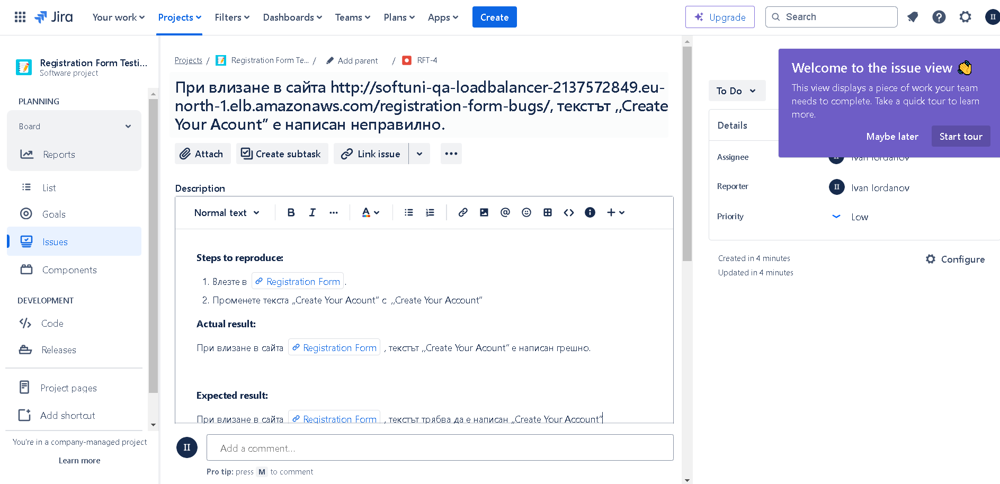 Jira
Your work
Projects
Filters
Dashboards
Teams
Plans
Apps
Create
Upgrade
Search
II
Registration Form Testi...
Software project
PLANNING
Board
Reports
List
Goals
Issues
Components
DEVELOPMENT
Code
Releases
Project pages
Add shortcut
You're in a company-managed project
Learn more
Projects / Registration Form Te... / Add parent / RFT-4
При влизане в сайта http://softuni-qa-loadbalancer-2137572849.eu-
north-1.elb.amazonaws.com/registration-form-bugs/, текстът ,,Create
Your Acount” е написан неправилно.
Attach
Create subtask
Link issue
Description
Normal text
B I A
Steps to reproduce:
1. Влезте в Registration Form .
2. Променете текста „Create Your Acount” с ,,Create Your Account”
Actual result:
При влизане в сайта Registration Form , текстът ,,Create Your Acount” е написан грешно.
Expected result:
При влизане в сайта Registration Form , текстът трябва да е написан „Create Your Account”
II
Add a comment...
Pro tip: press M to comment
To Do
Welcome to the issue view 👋
This view displays a piece of work your team
needs to complete. Take a quick tour to learn
more.
Maybe later
Start tour
Details
Assignee
Ivan Iordanov
Reporter
II
Ivan Iordanov
Priority
Low
Created in 4 minutes
Updated in 4 minutes
Configure